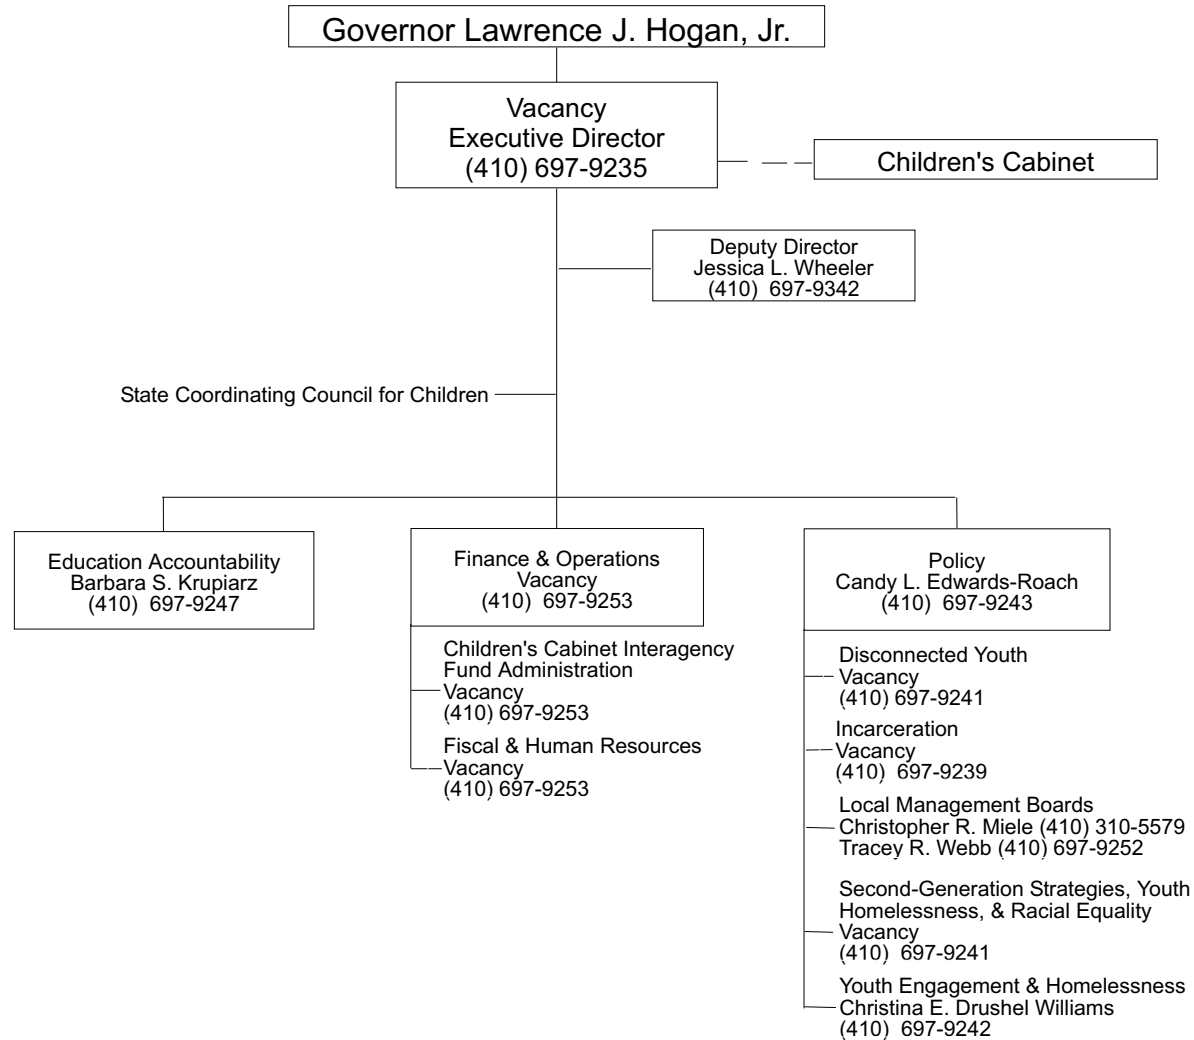 Governor Lawrence J. Hogan, Jr.
Vacancy
Executive Director
(410) 697-9235
Children's Cabinet
Deputy Director
Jessica L. Wheeler
(410) 697-9342
State Coordinating Council for Children
Education Accountability
Barbara S. Krupiarz
(410) 697-9247
Finance & Operations
Vacancy
(410) 697-9253
Children's Cabinet Interagency
Fund Administration
Vacancy
(410) 697-9253
Fiscal & Human Resources
Vacancy
(410) 697-9253
Policy
Candy L. Edwards-Roach
(410) 697-9243
Disconnected Youth
Vacancy
(410) 697-9241
Incarceration
Vacancy
(410) 697-9239
Local Management Boards
Christopher R. Miele (410) 310-5579
Tracey R. Webb (410) 697-9252
Second-Generation Strategies, Youth
Homelessness, & Racial Equality
Vacancy
(410) 697-9241
Youth Engagement & Homelessness
Christina E. Drushel Williams
(410) 697-9242